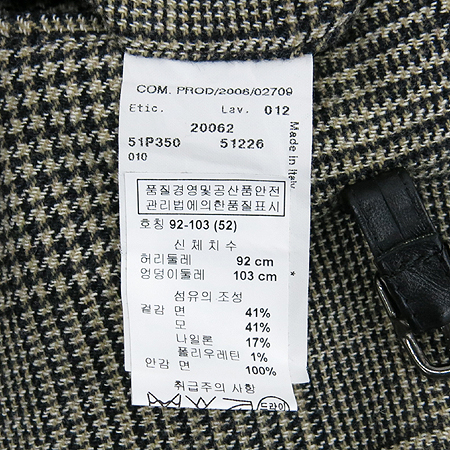 COM. PROD/2006/02709
Etic. Lav. 012
20062
51P350 51226
010
Made in Italy
품질경영및공산품안전
관리법에의한품질표시
호칭 92-103 (52)
신체치수
허리둘레 92 cm
엉덩이둘레 103 cm
*
섬유의 조성
겉감 면 41%
모 41%
나일론 17%
폴리우레틴 1%
안감 면 100%
취급주의 사항
드라이